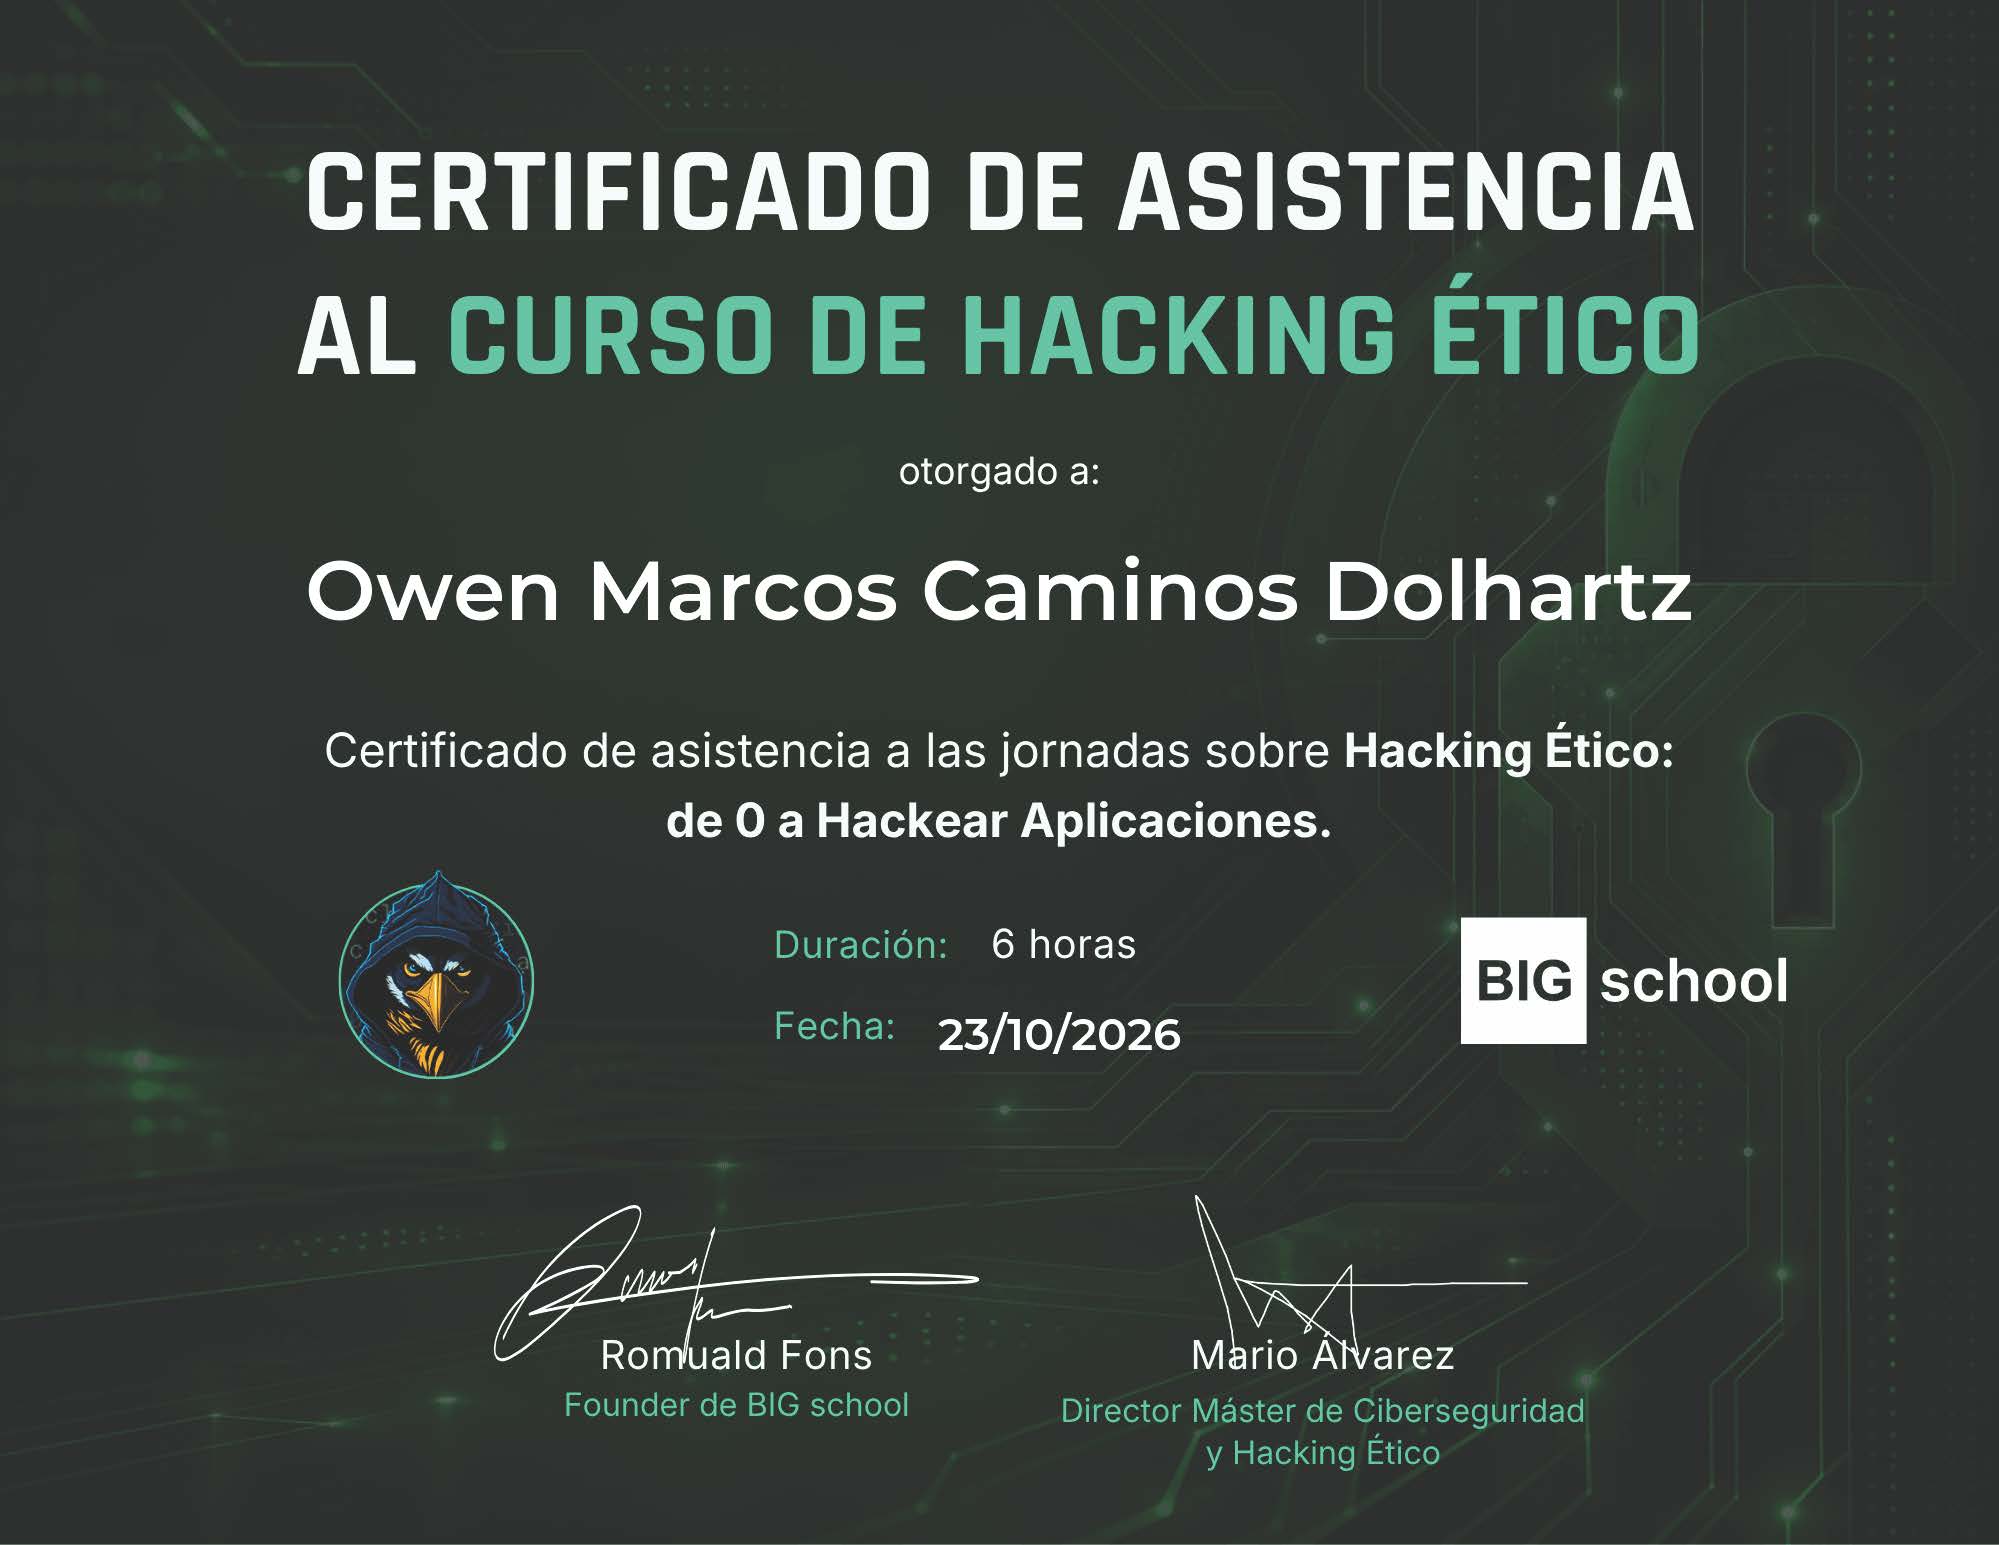 CERTIFICADO DE ASISTENCIA
AL CURSO DE HACKING ÉTICO
otorgado a:
Owen Marcos Caminos Dolhartz
Certificado de asistencia a las jornadas sobre Hacking Ético:
de 0 a Hackear Aplicaciones.
Duración: 6 horas
Fecha: 23/10/2026
BIG school
Romuald Fons
Founder de BIG school
Mario Álvarez
Director Máster de Ciberseguridad
y Hacking Ético